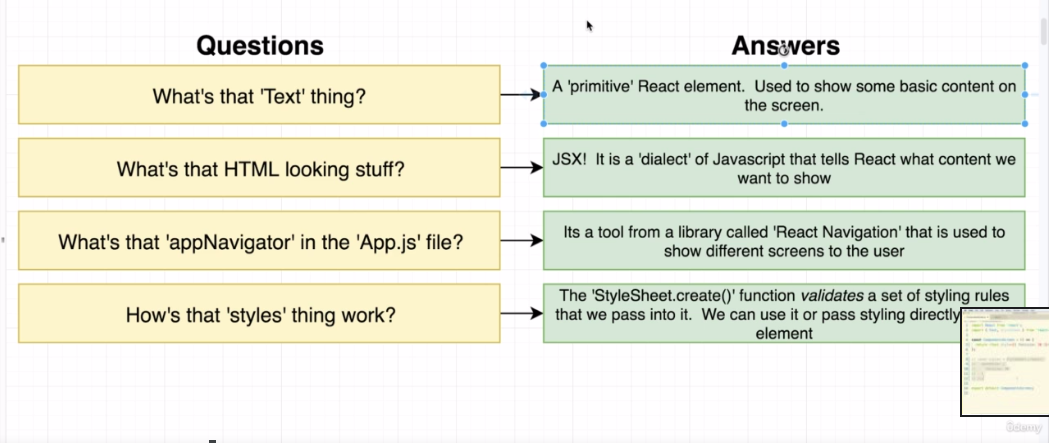 Questions
Answers
What's that 'Text' thing?
A 'primitive' React element. Used to show some basic content on
the screen.
What's that HTML looking stuff?
JSX! It is a 'dialect' of Javascript that tells React what content we
want to show
What's that 'appNavigator' in the 'App.js' file?
Its a tool from a library called 'React Navigation' that is used to
show different screens to the user
How's that 'styles' thing work?
The 'StyleSheet.create()' function validates a set of styling rules
that we pass into it. We can use it or pass styling directly
element
ûdemy